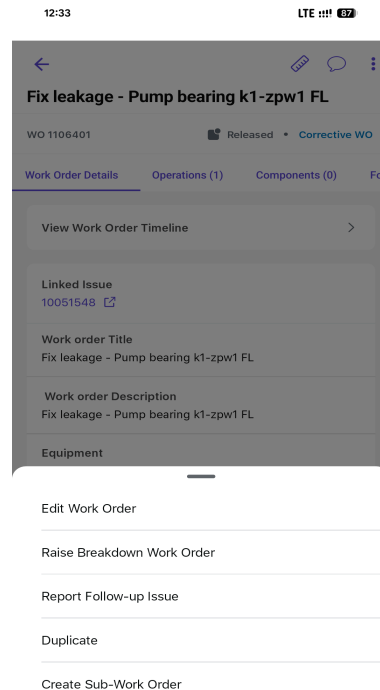 12:33 LTE 87
Fix leakage - Pump bearing k1-zpw1 FL
WO 1106401 Released • Corrective WO
Work Order Details Operations (1) Components (0) Fo
View Work Order Timeline
Linked Issue
10051548
Work order Title
Fix leakage - Pump bearing k1-zpw1 FL
Work order Description
Fix leakage - Pump bearing k1-zpw1 FL
Equipment
Edit Work Order
Raise Breakdown Work Order
Report Follow-up Issue
Duplicate
Create Sub-Work Order